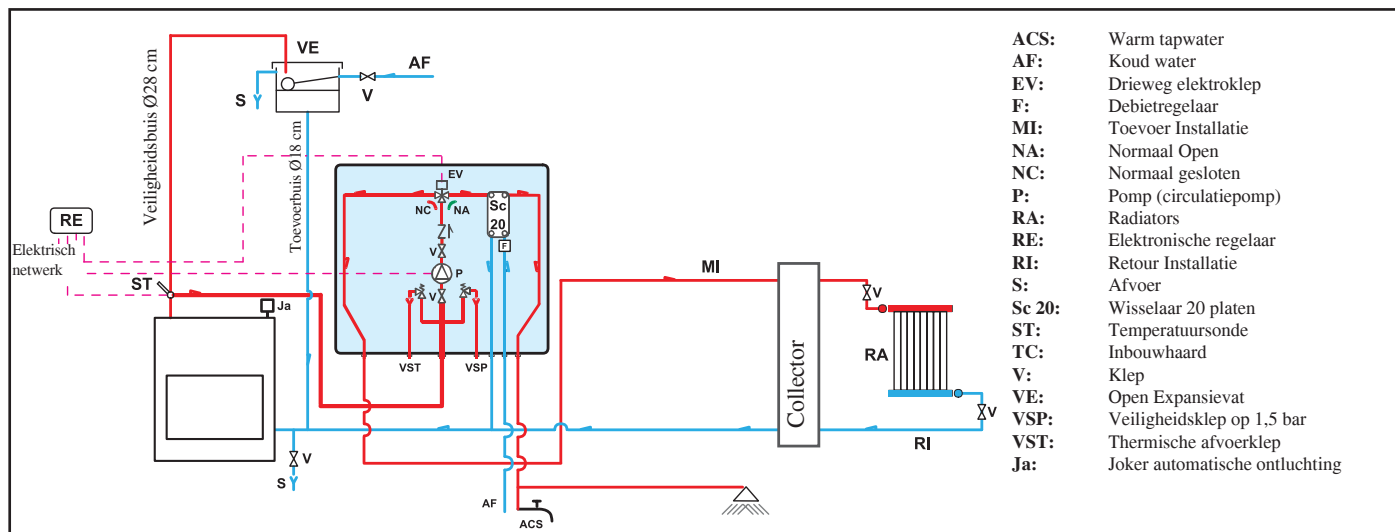 VE
AF
S
V
Veiligheidsbuis Ø28 cm
Toevoerbuis Ø18 cm
RE
Elektrisch
netwerk
ST
Ja
EV
NC
NA
Sc
20
F
V
P
V
VST
VSP
MI
Collector
V
RA
V
RI
V
S
AF
ACS
ACS: Warm tapwater
AF: Koud water
EV: Drieweg elektroklep
F: Debietregelaar
MI: Toevoer Installatie
NA: Normaal Open
NC: Normaal gesloten
P: Pomp (circulatiepomp)
RA: Radiators
RE: Elektronische regelaar
RI: Retour Installatie
S: Afvoer
Sc 20: Wisselaar 20 platen
ST: Temperatuursonde
TC: Inbouwhaard
V: Klep
VE: Open Expansievat
VSP: Veiligheidsklep op 1,5 bar
VST: Thermische afvoerklep
Ja: Joker automatische ontluchting